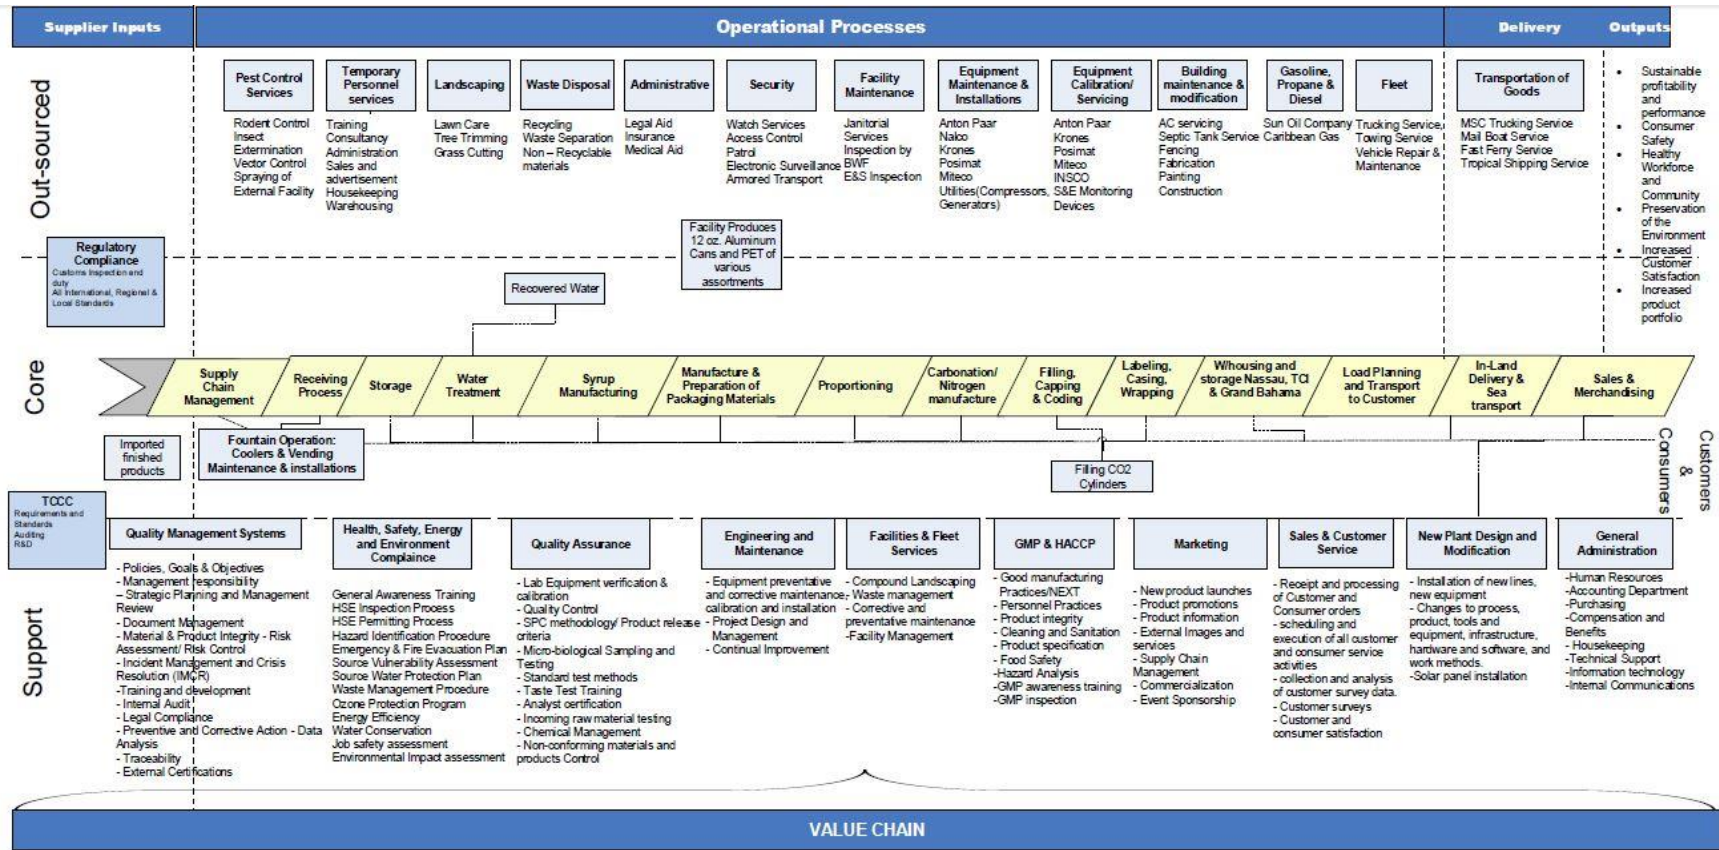 Supplier Inputs
Operational Processes
Delivery
Outputs
Out-sourced
Pest Control
Services
Rodent Control
Insect
Extermination
Vector Control
Spraying of
External Facility
Temporary
Personnel
services
Training
Consultancy
Administration
Sales and
advertisement
Housekeeping
Warehousing
Landscaping
Lawn Care
Tree Trimming
Grass Cutting
Waste Disposal
Recycling
Waste Separation
Non – Recyclable
materials
Administrative
Legal Aid
Insurance
Medical Aid
Security
Watch Services
Access Control
Patrol
Electronic Surveillance
Armored Transport
Facility
Maintenance
Janitorial
Services
Inspection by
BWF
E&S Inspection
Equipment
Maintenance &
Installations
Anton Paar
Nalco
Krones
Posimat
Miteco
Utilities(Compressors,
Generators)
Equipment
Calibration/
Servicing
Anton Paar
Krones
Posimat
Miteco
INSCO
S&E Monitoring
Devices
Building
maintenance &
modification
AC servicing
Septic Tank Service
Fencing
Fabrication
Painting
Construction
Gasoline,
Propane &
Diesel
Sun Oil Company
Caribbean Gas
Fleet
Trucking Service,
Towing Service
Vehicle Repair &
Maintenance
Transportation of
Goods
MSC Trucking Service
Mail Boat Service
Fast Ferry Service
Tropical Shipping Service
• Sustainable
profitability
and
performance
• Consumer
Safety
• Healthy
Workforce
and
Community
• Preservation
of the
Environment
• Increased
Customer
Satisfaction
• Increased
product
portfolio
Regulatory
Compliance
Customs Inspection and
duty
All International, Regional &
Local Standards
Facility Produces
12 oz. Aluminum
Cans and PET of
various
assortments
Recovered Water
Core
Supply
Chain
Management
Receiving
Process
Storage
Water
Treatment
Syrup
Manufacturing
Manufacture &
Preparation of
Packaging Materials
Proportioning
Carbonation/
Nitrogen
manufacture
Filling,
Capping
& Coding
Labeling,
Casing,
Wrapping
W/housing and
storage Nassau, TCI
& Grand Bahama
Load Planning
and Transport
to Customer
In-Land
Delivery &
Sea
transport
Sales &
Merchandising
Imported
finished
products
Fountain Operation:
Coolers & Vending
Maintenance & installations
Filling CO2
Cylinders
Customers
&
Consumers
TCCC
Requirements and
Standards
Auditing
R&D
Support
Quality Management Systems
- Policies, Goals & Objectives
- Management responsibility
– Strategic Planning and Management
Review
- Document Management
- Material & Product Integrity - Risk
Assessment/ Risk Control
- Incident Management and Crisis
Resolution (IMCR)
-Training and development
- Internal Audit
- Legal Compliance
- Preventive and Corrective Action - Data
Analysis
- Traceability
- External Certifications
Health, Safety, Energy
and Environment
Complaince
General Awareness Training
HSE Inspection Process
HSE Permitting Process
Hazard Identification Procedure
Emergency & Fire Evacuation Plan
Source Vulnerability Assessment
Source Water Protection Plan
Waste Management Procedure
Ozone Protection Program
Energy Efficiency
Water Conservation
Job safety assessment
Environmental Impact assessment
Quality Assurance
- Lab Equipment verification &
calibration
- Quality Control
- SPC methodology/ Product release
criteria
- Micro-biological Sampling and
Testing
- Standard test methods
- Taste Test Training
- Analyst certification
- Incoming raw material testing
- Chemical Management
- Non-conforming materials and
products Control
Engineering and
Maintenance
- Equipment preventative
and corrective maintenance,
calibration and installation
- Project Design and
Management
- Continual Improvement
Facilities & Fleet
Services
- Compound Landscaping
- Waste management
- Corrective and
preventative maintenance
-Facility Management
GMP & HACCP
- Good manufacturing
Practices/NEXT
- Personnel Practices
- Product integrity
- Cleaning and Sanitation
- Product specification
- Food Safety
-Hazard Analysis
-GMP awareness training
-GMP inspection
Marketing
- New product launches
- Product promotions
- Product information
- External Images and
services
- Supply Chain
Management
- Commercialization
- Event Sponsorship
Sales & Customer
Service
- Receipt and processing
of Customer and
Consumer orders
- scheduling and
execution of all customer
and consumer service
activities
- collection and analysis
of customer survey data.
- Customer surveys
- Customer and
consumer satisfaction
New Plant Design and
Modification
- Installation of new lines,
new equipment
- Changes to process,
product, tools and
equipment, infrastructure,
hardware and software, and
work methods.
-Solar panel installation
General
Administration
-Human Resources
-Accounting Department
-Purchasing
-Compensation and
Benefits
- Housekeeping
-Technical Support
-Information technology
-Internal Communications
VALUE CHAIN